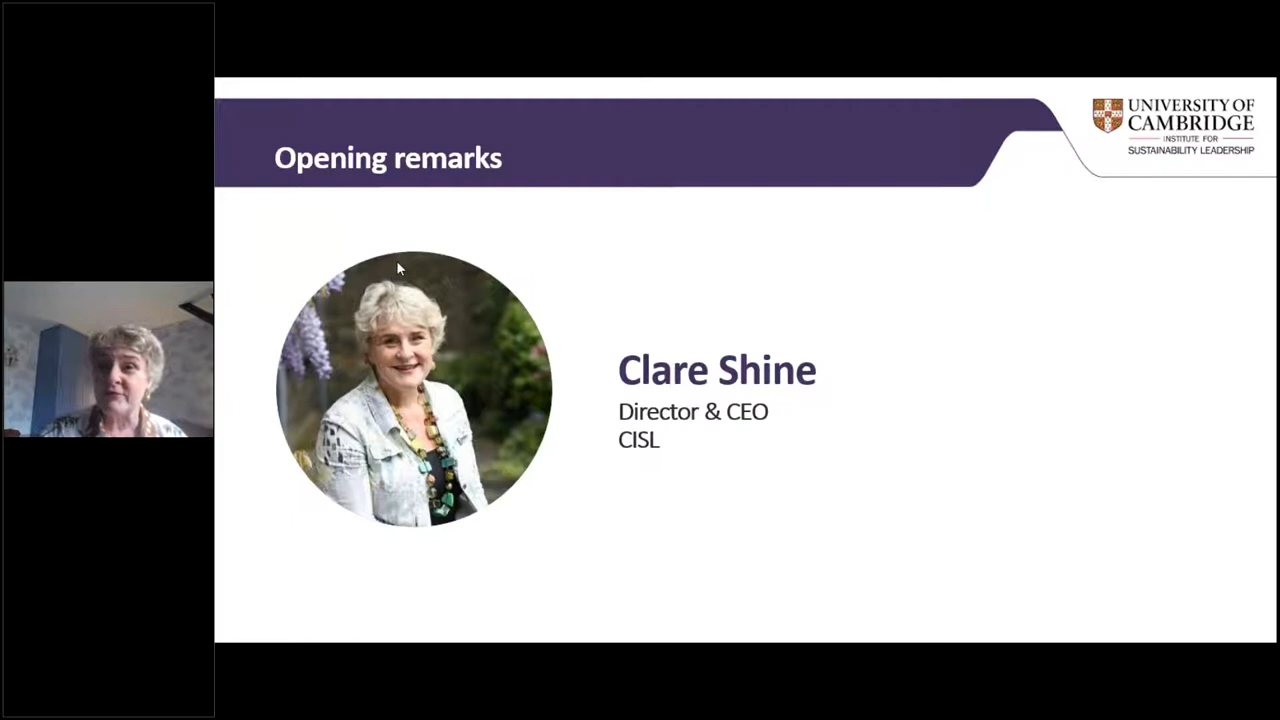 Opening remarks
UNIVERSITY OF
CAMBRIDGE
INSTITUTE FOR
SUSTAINABILITY LEADERSHIP
Clare Shine
Director & CEO
CISL